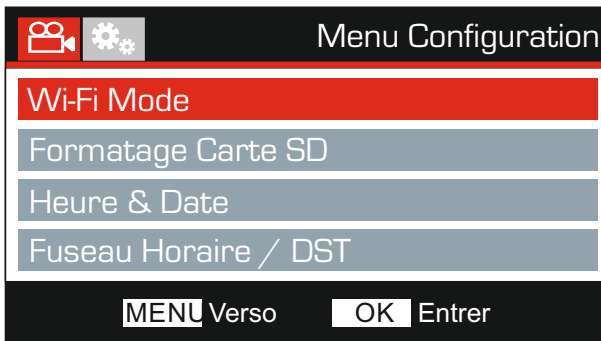 Menu Configuration
Wi-Fi Mode
Formatage Carte SD
Heure & Date
Fuseau Horaire / DST
MENU Verso OK Entrer